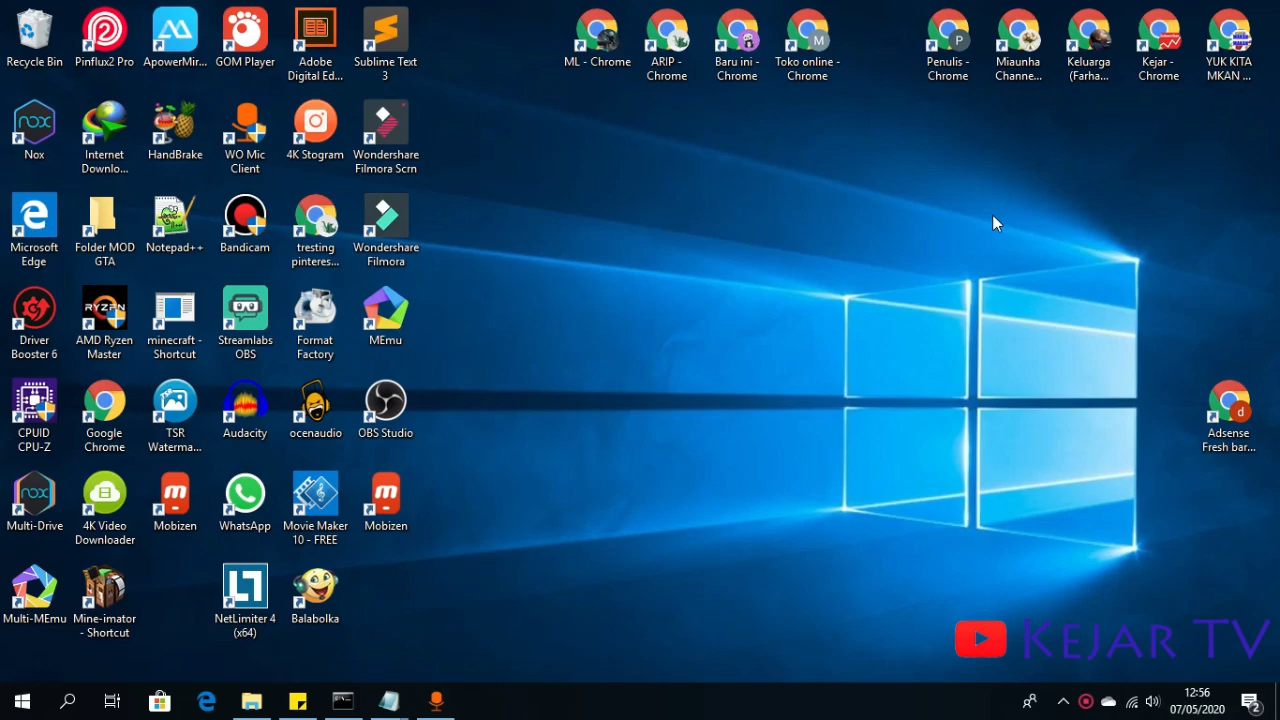 Recycle Bin
Pinflux2 Pro
ApowerMir...
GOM Player
Adobe
Digital Ed...
Sublime Text
3
ML - Chrome
ARIP -
Chrome
Baru ini -
Chrome
M
Toko online -
Chrome
P
Penulis -
Chrome
Miaunha
Channe...
Keluarga
(Farha...
Kejar -
Chrome
YUK KITA
MKAN ...
nox
Nox
Internet
Downlo...
HandBrake
WO Mic
Client
4K Stogram
Wondershare
Filmora Scrn
Microsoft
Edge
Folder MOD
GTA
Notepad++
Bandicam
tresting
pinteres...
Wondershare
Filmora
Driver
Booster 6
RYZEN
AMD Ryzen
Master
minecraft -
Shortcut
Streamlabs
OBS
Format
Factory
MEmu
CPUID
CPU-Z
Google
Chrome
TSR
Waterma...
Audacity
ocenaudio
OBS Studio
d
Adsense
Fresh bar...
nox
Multi-Drive
4K Video
Downloader
Mobizen
WhatsApp
Movie Maker
10 - FREE
Mobizen
Multi-MEmu
Mine-imator
- Shortcut
NetLimiter 4
(x64)
Balabolka
KEJAR TV
12:56
07/05/2020
2